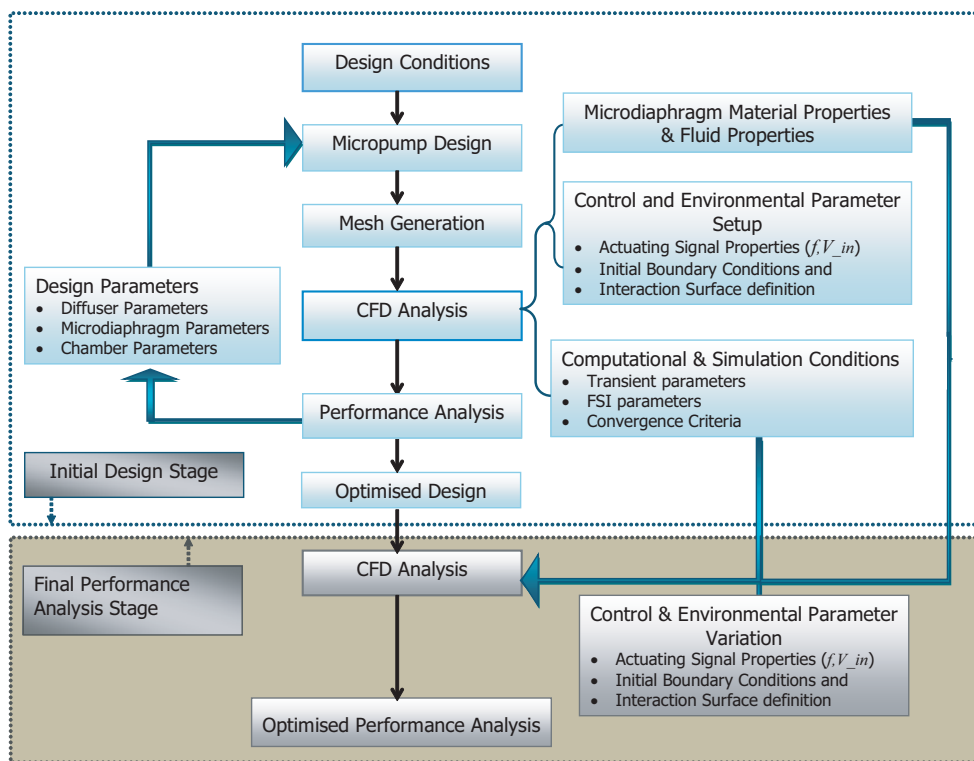 Design Conditions
Micropump Design
Mesh Generation
CFD Analysis
Performance Analysis
Optimised Design
Microdiaphragm Material Properties
& Fluid Properties
Control and Environmental Parameter
Setup
• Actuating Signal Properties (f,V_in)
• Initial Boundary Conditions and
• Interaction Surface definition
Computational & Simulation Conditions
• Transient parameters
• FSI parameters
• Convergence Criteria
Design Parameters
• Diffuser Parameters
• Microdiaphragm Parameters
• Chamber Parameters
Initial Design Stage
Final Performance
Analysis Stage
CFD Analysis
Optimised Performance Analysis
Control & Environmental Parameter
Variation
• Actuating Signal Properties (f,V_in)
• Initial Boundary Conditions and
• Interaction Surface definition